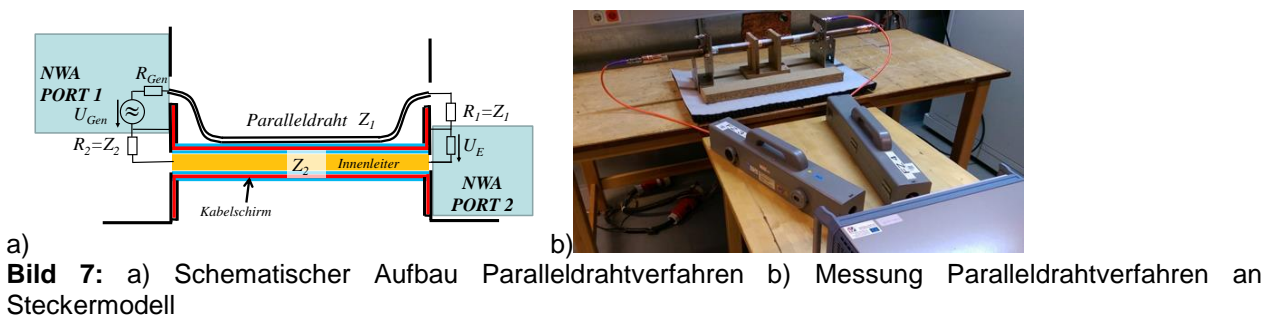 NWA
PORT 1
R_Gen
U_Gen
R_2=Z_2
Paralleldraht Z_1
R_1=Z_1
U_E
Z_2 Innenleiter
NWA
PORT 2
Kabelschirm
a)
b)
Bild 7: a) Schematischer Aufbau Paralleldrahtverfahren b) Messung Paralleldrahtverfahren an
Steckermodell